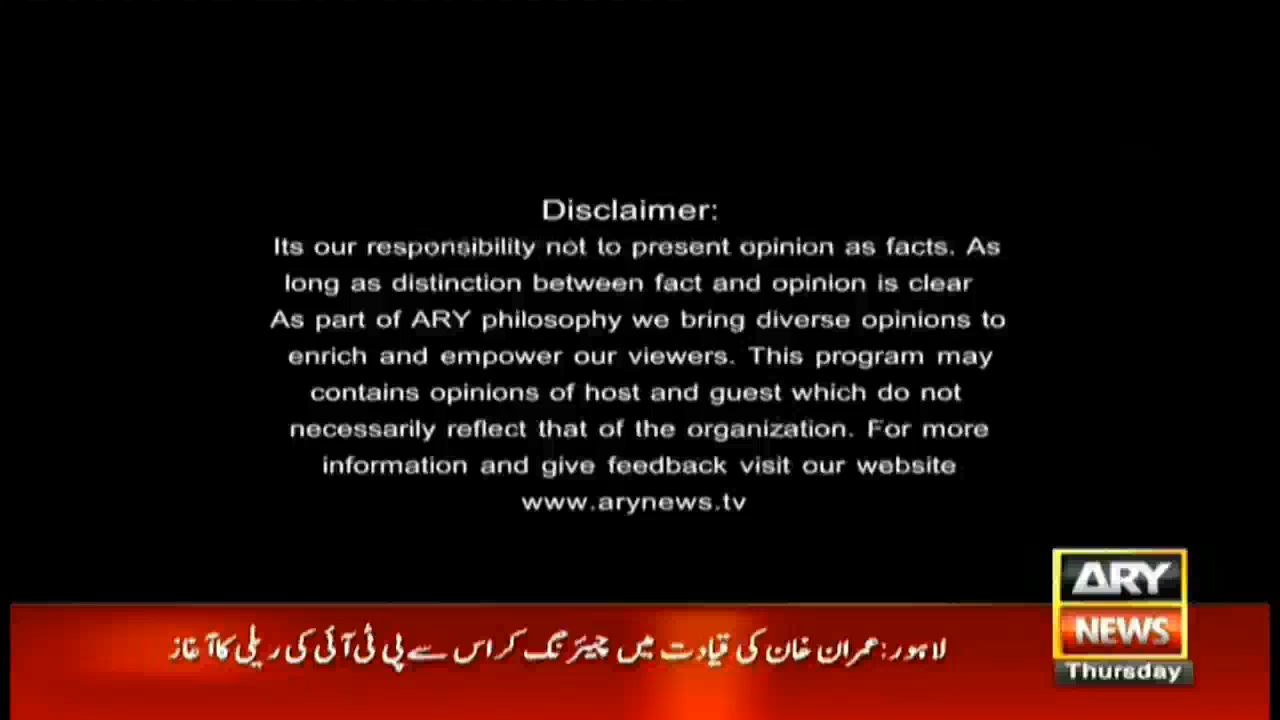 Disclaimer:
Its our responsibility not to present opinion as facts. As
long as distinction between fact and opinion is clear
As part of ARY philosophy we bring diverse opinions to
enrich and empower our viewers. This program may
contains opinions of host and guest which do not
necessarily reflect that of the organization. For more
information and give feedback visit our website
www.arynews.tv
ARY
NEWS
Thursday
لاہور:عمران خان کی قیادت میں چیئرنگ کراس سے پی ٹی آئی کی ریلی کا آغاز